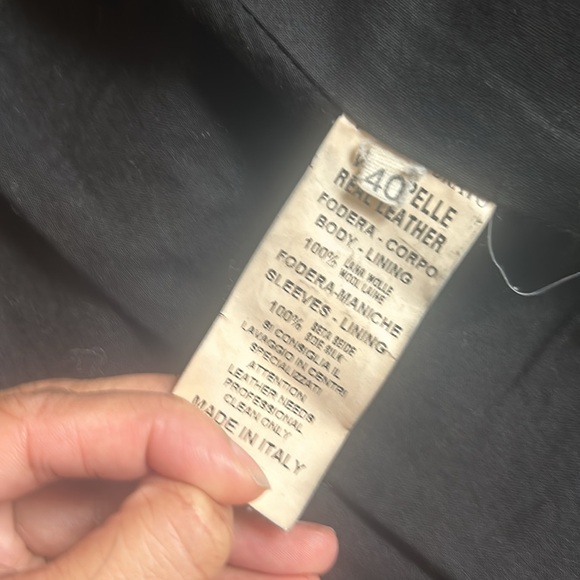 40 PELLE
REAL LEATHER
FODERA - CORPO
BODY - LINING
100% LANA WOLLE
WOOL LAINE
FODERA-MANICHE
SLEEVES - LINING
100% SETA SEIDE
SOIE SILK
SI CONSIGLIA IL
LAVAGGIO IN CENTRI
SPECIALIZZATI
ATTENTION
LEATHER NEEDS
PROFESSIONAL
CLEAN ONLY
MADE IN ITALY